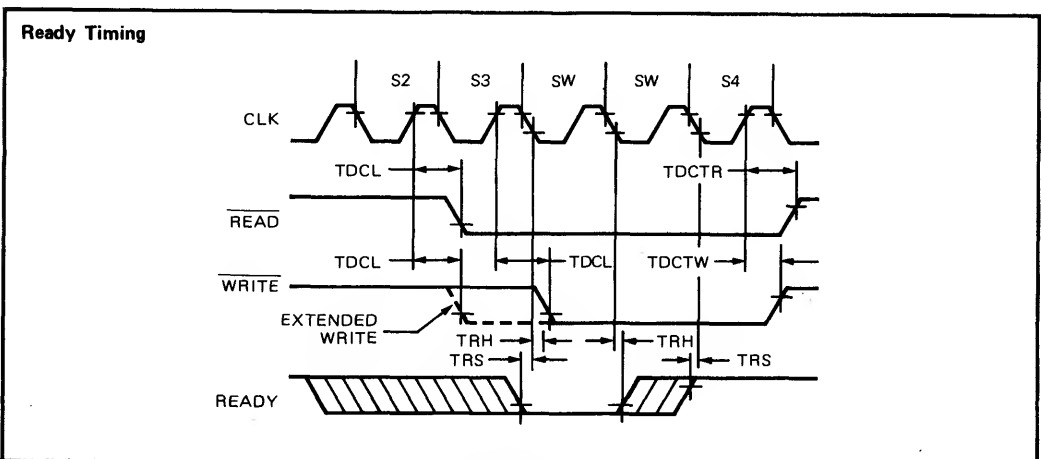 Ready Timing
S2 S3 SW SW S4
CLK
TDCL TDCTR
READ
TDCL TDCL TDCTW
WRITE
EXTENDED
WRITE
TRH TRH
TRS TRS
READY